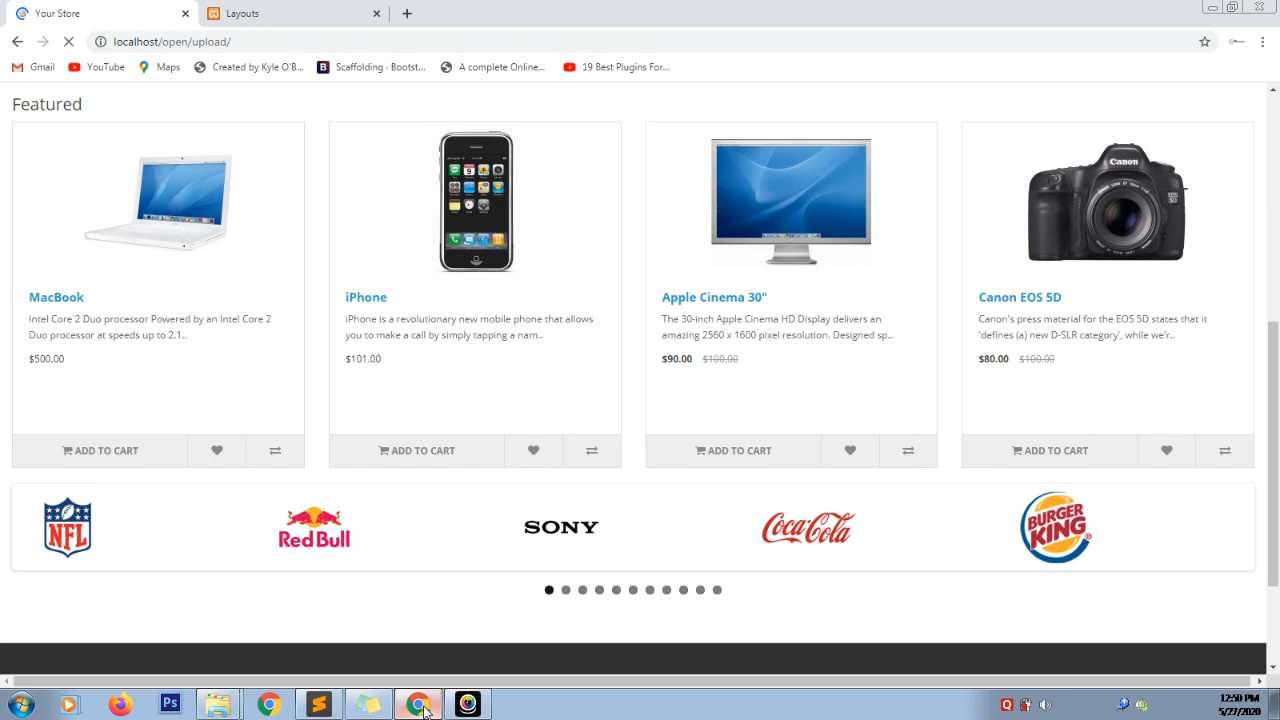 Your Store
Layouts
localhost/open/upload/
Gmail
YouTube
Maps
Created by Kyle O'B...
Scaffolding · Bootst...
A complete Online...
19 Best Plugins For...
Featured
MacBook
Intel Core 2 Duo processor Powered by an Intel Core 2
Duo processor at speeds up to 2.1..
$500.00
ADD TO CART
iPhone
iPhone is a revolutionary new mobile phone that allows
you to make a call by simply tapping a nam..
$101.00
ADD TO CART
Apple Cinema 30"
The 30-inch Apple Cinema HD Display delivers an
amazing 2560 x 1600 pixel resolution. Designed sp..
$90.00 $100.00
ADD TO CART
Canon
Canon EOS 5D
Canon's press material for the EOS 5D states that it
'defines (a) new D-SLR category', while we'r..
$80.00 $100.00
ADD TO CART
NFL
Red Bull
SONY
Coca-Cola
BURGER
KING
Ps
12:50 PM
5/27/2020